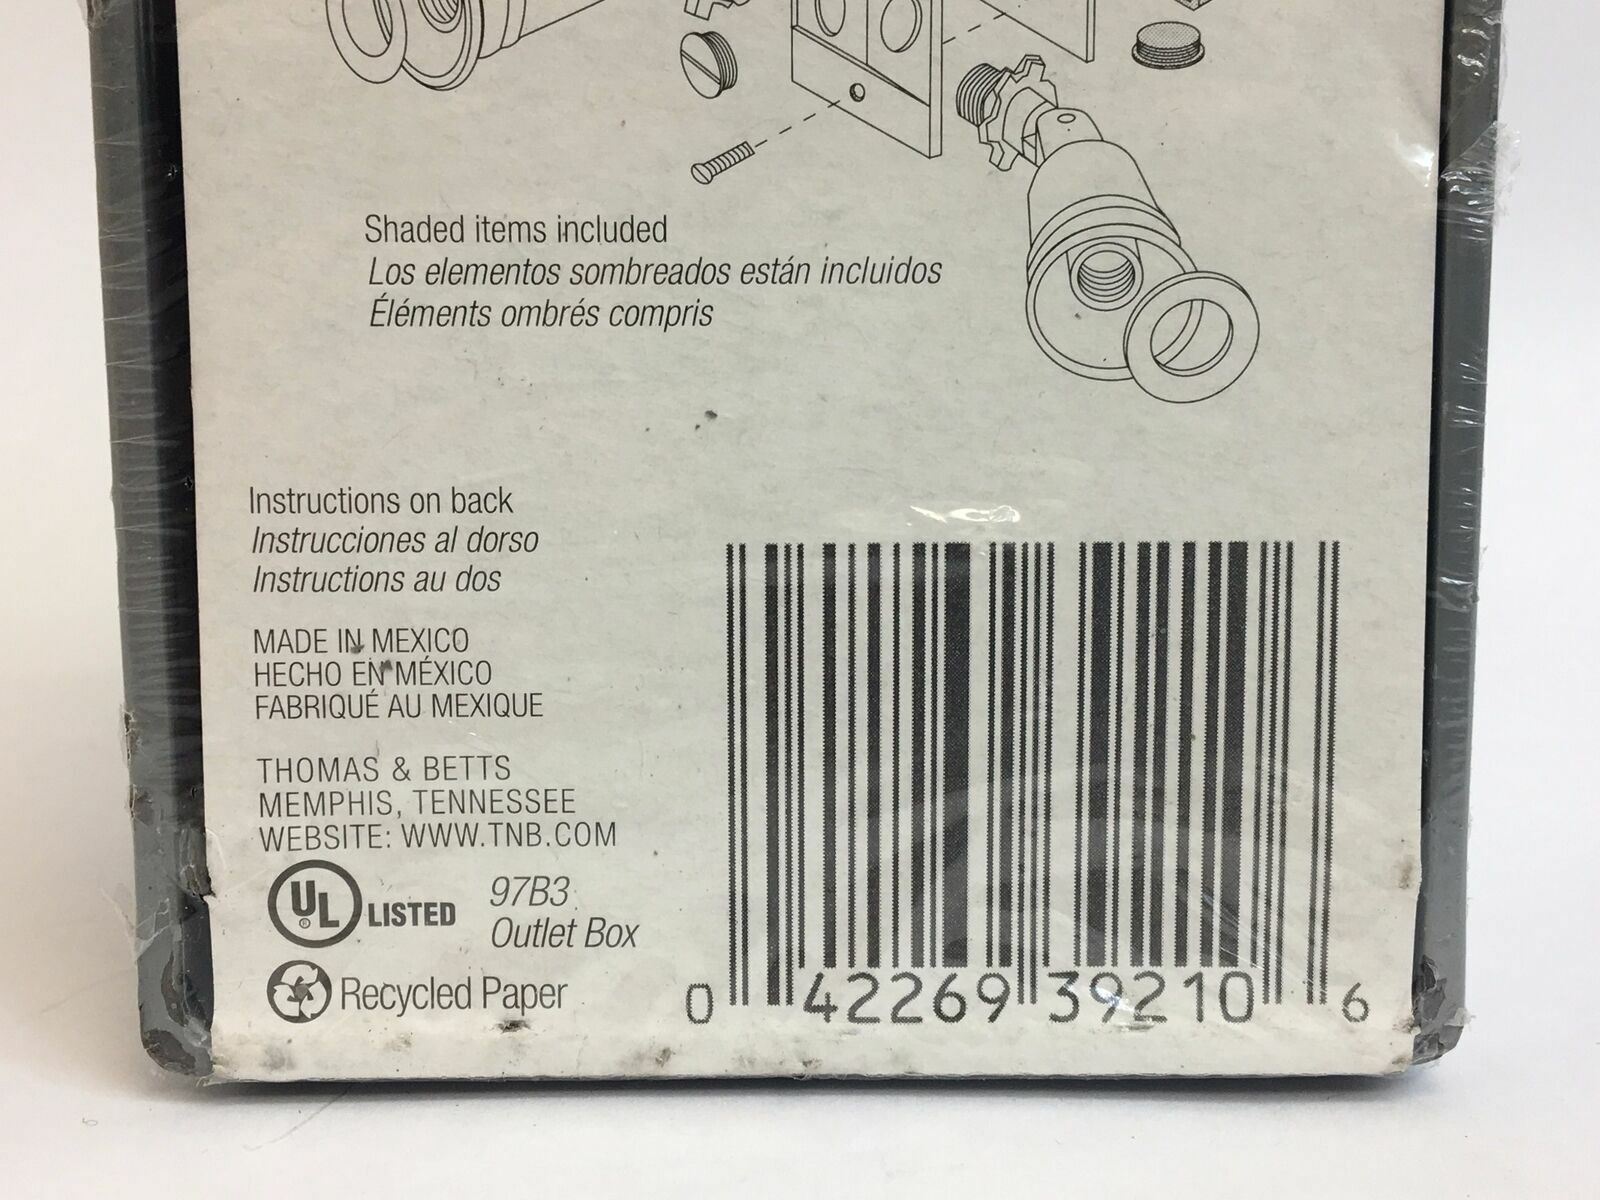 Shaded items included
Los elementos sombreados están incluidos
Éléments ombrés compris
Instructions on back
Instrucciones al dorso
Instructions au dos
MADE IN MEXICO
HECHO EN MÉXICO
FABRIQUÉ AU MEXIQUE
THOMAS & BETTS
MEMPHIS, TENNESSEE
WEBSITE: WWW.TNB.COM
UL® LISTED 97B3
Outlet Box
Recycled Paper
0 42269 39210 6